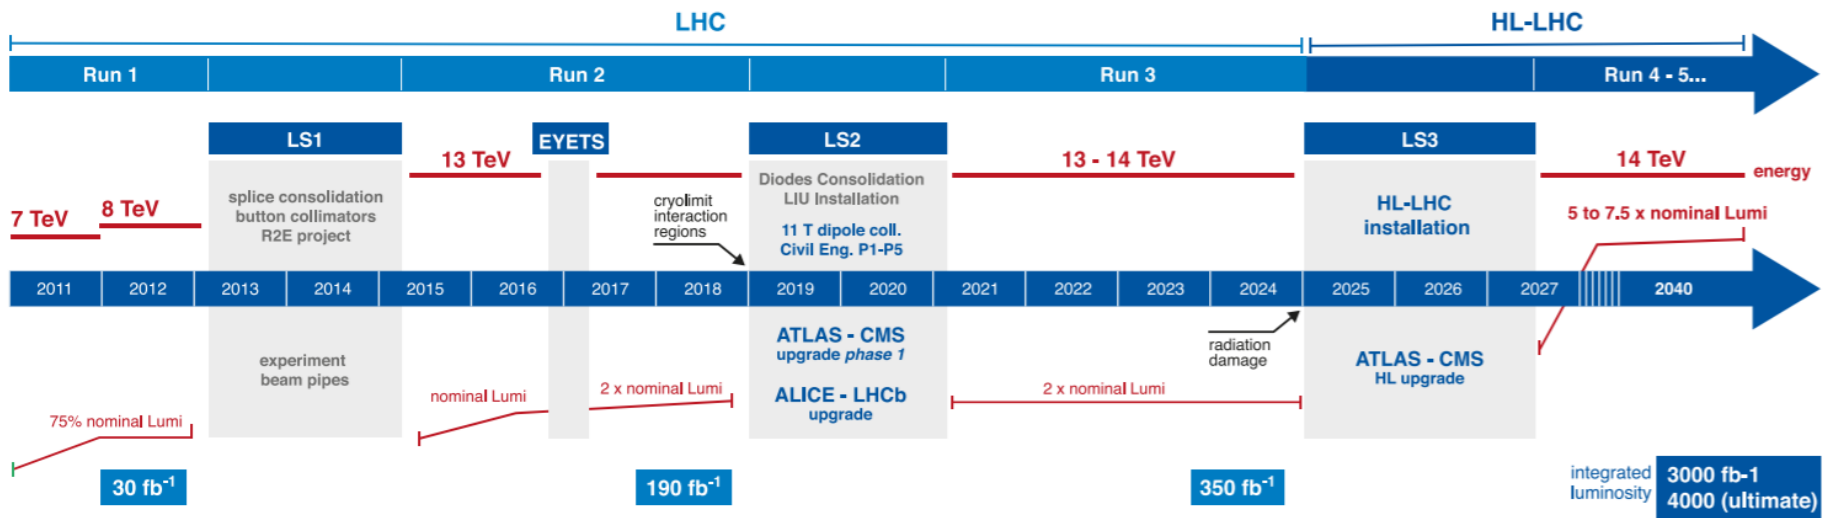 LHC
HL-LHC
Run 1
Run 2
Run 3
Run 4 - 5...
LS1
EYETS
LS2
LS3
13 TeV
13 - 14 TeV
14 TeV
energy
7 TeV
8 TeV
splice consolidation
button collimators
R2E project
cryolimit
interaction
regions
Diodes Consolidation
LIU Installation
11 T dipole coll.
Civil Eng. P1-P5
HL-LHC
installation
5 to 7.5 x nominal Lumi
2011
2012
2013
2014
2015
2016
2017
2018
2019
2020
2021
2022
2023
2024
2025
2026
2027
2040
experiment
beam pipes
ATLAS - CMS
upgrade phase 1
ALICE - LHCb
upgrade
radiation
damage
ATLAS - CMS
HL upgrade
75% nominal Lumi
nominal Lumi
2 x nominal Lumi
2 x nominal Lumi
30 fb⁻¹
190 fb⁻¹
350 fb⁻¹
integrated
luminosity
3000 fb-1
4000 (ultimate)